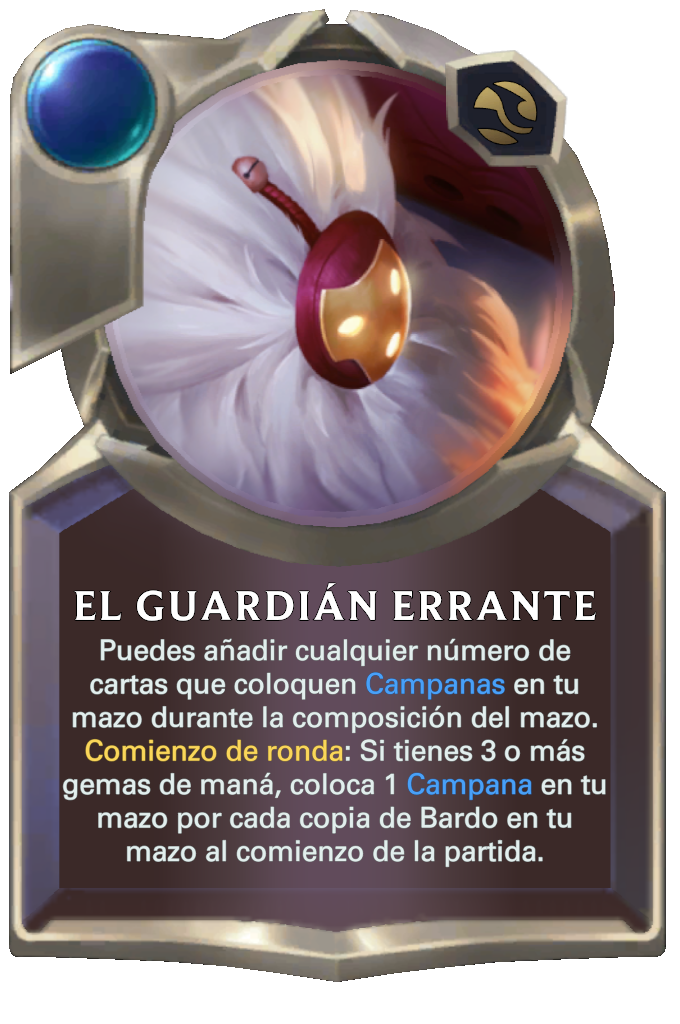 EL GUARDIÁN ERRANTE
Puedes añadir cualquier número de
cartas que coloquen Campanas en tu
mazo durante la composición del mazo.
Comienzo de ronda: Si tienes 3 o más
gemas de maná, coloca 1 Campana en tu
mazo por cada copia de Bardo en tu
mazo al comienzo de la partida.